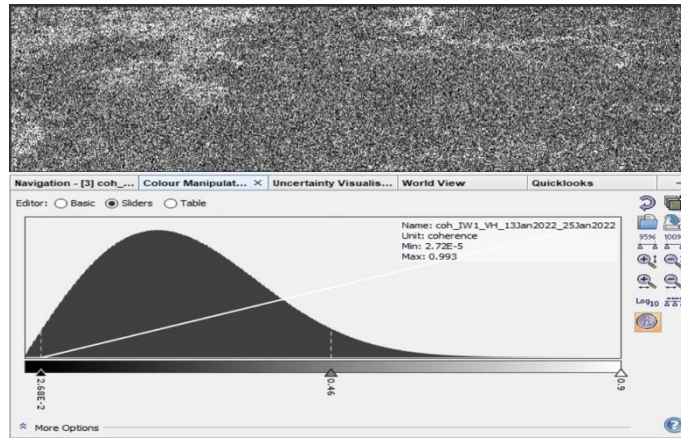 Navigation - [3] coh_... Colour Manipulat... × Uncertainty Visualis... World View Quicklooks
Editor: Basic Sliders Table
Name: coh_IW1_VH_13Jan2022_25Jan2022
Unit: coherence
Min: 2.72E-5
Max: 0.993
95% 100%
Log10
2.68E-2 0.46 0.9
More Options